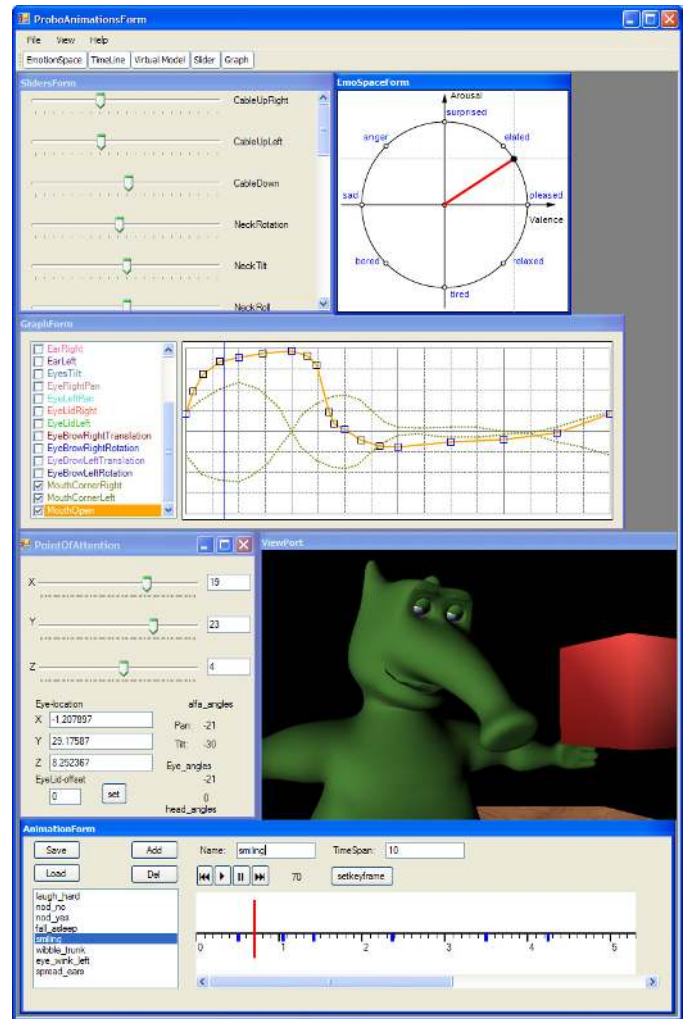 ProboAnimationsForm
File View Help
EmotionSpace TimeLine Virtual Model Slider Graph
SlidersForm
CableUpRight
CableUpLeft
CableDown
NeckRotation
NeckTilt
NeckRoll
EmoSpaceForm
Arousal
surprised
anger
elated
sad
pleased
Valence
bored
relaxed
tired
GraphForm
EarRight
EarLeft
EyesTilt
EyeRightPan
EyeLeftPan
EyeLidRight
EyeLidLeft
EyeBrowRightTranslation
EyeBrowRightRotation
EyeBrowLeftTranslation
EyeBrowLeftRotation
MouthCornerRight
MouthCornerLeft
MouthOpen
PointOfAttention
X 19
Y 23
Z 4
Eye-location alfa_angles
X -1,207897 Pan: -21
Y 29.17587 Tilt: -30
Z 8.252367 Eye_angles
EyeLid-offset -21
0 set 0
head_angles
ViewPort
AnimationForm
Save Add Name: smiling TimeSpan: 10
Load Del 70 setkeyframe
laugh_hard
nod_no
nod_yes
fall_asleep
smiling
wibble_trunk
eye_wink_left
spread_ears
0 1 2 3 4 5